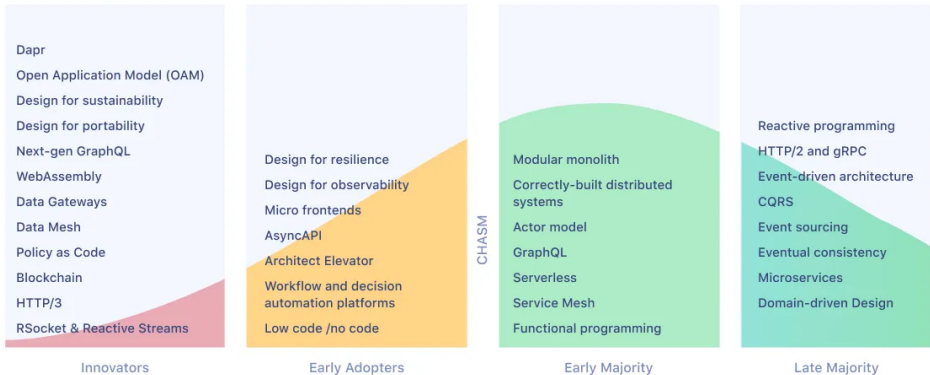 Dapr
Open Application Model (OAM)
Design for sustainability
Design for portability
Next-gen GraphQL
WebAssembly
Data Gateways
Data Mesh
Policy as Code
Blockchain
HTTP/3
RSocket & Reactive Streams
Innovators
Design for resilience
Design for observability
Micro frontends
AsyncAPI
Architect Elevator
Workflow and decision
automation platforms
Low code /no code
Early Adopters
CHASM
Modular monolith
Correctly-built distributed
systems
Actor model
GraphQL
Serverless
Service Mesh
Functional programming
Early Majority
Reactive programming
HTTP/2 and gRPC
Event-driven architecture
CQRS
Event sourcing
Eventual consistency
Microservices
Domain-driven Design
Late Majority